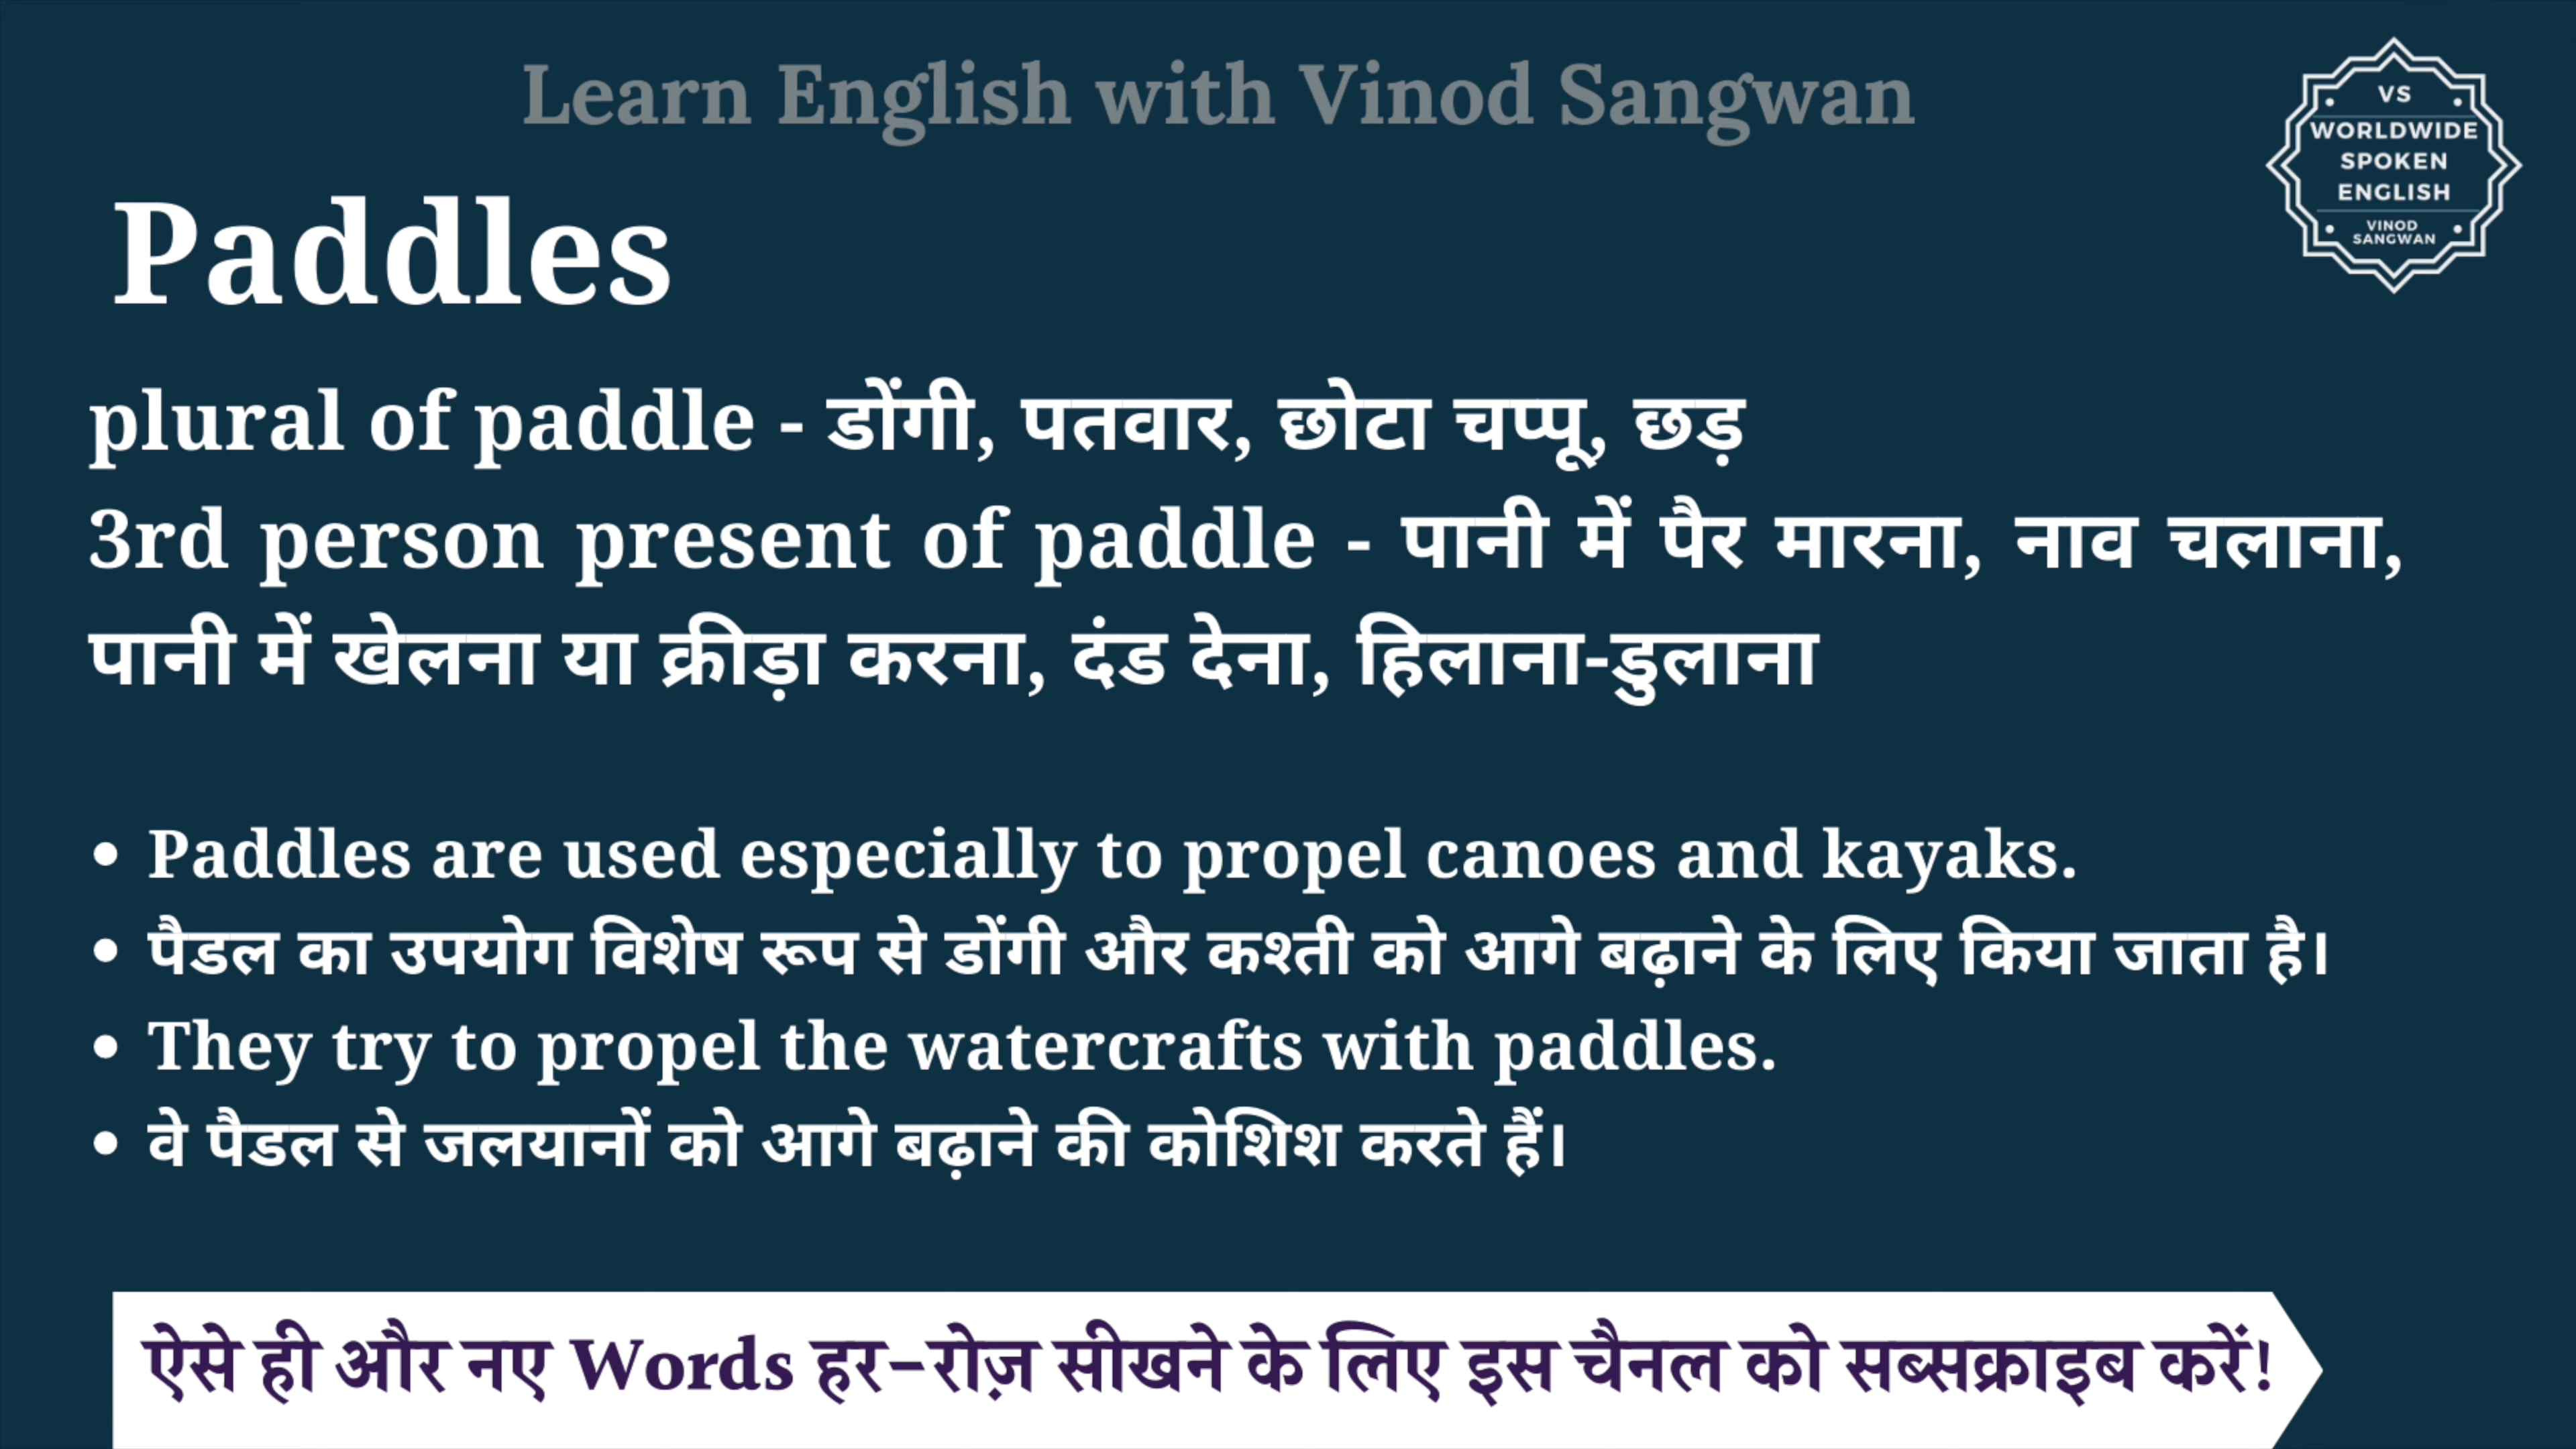 Learn English with Vinod Sangwan
VS
WORLDWIDE
SPOKEN
ENGLISH
VINOD
SANGWAN
Paddles
plural of paddle - डोंगी, पतवार, छोटा चप्पू, छड़
3rd person present of paddle - पानी में पैर मारना, नाव चलाना,
पानी में खेलना या क्रीड़ा करना, दंड देना, हिलाना-डुलाना
• Paddles are used especially to propel canoes and kayaks.
• पैडल का उपयोग विशेष रूप से डोंगी और कश्ती को आगे बढ़ाने के लिए किया जाता है।
• They try to propel the watercrafts with paddles.
• वे पैडल से जलयानों को आगे बढ़ाने की कोशिश करते हैं।
ऐसे ही और नए Words हर-रोज़ सीखने के लिए इस चैनल को सब्सक्राइब करें!